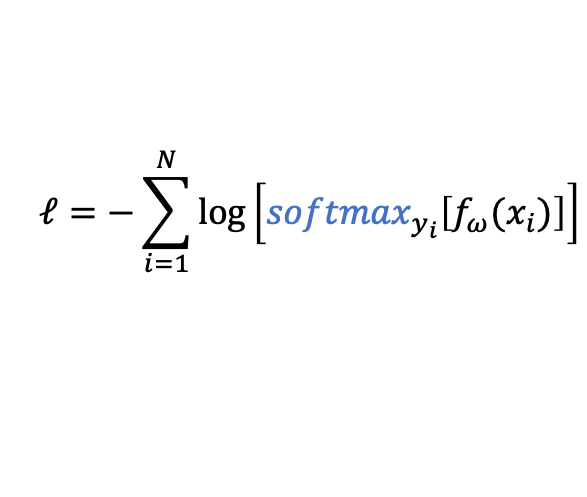 ℓ = − ∑_{i=1}^{N} log [softmax_{y_i}[f_ω(x_i)]]